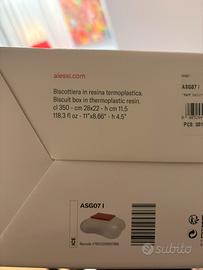 alessi.com
Biscottiera in resina termoplastica.
Biscuit box in thermoplastic resin.
cl 350 - cm 28x22 - h cm 11.5
118.3 fl oz - 11"x8.66" - h 4.5"
ASG07 I
ASG07 I
ICE
subito